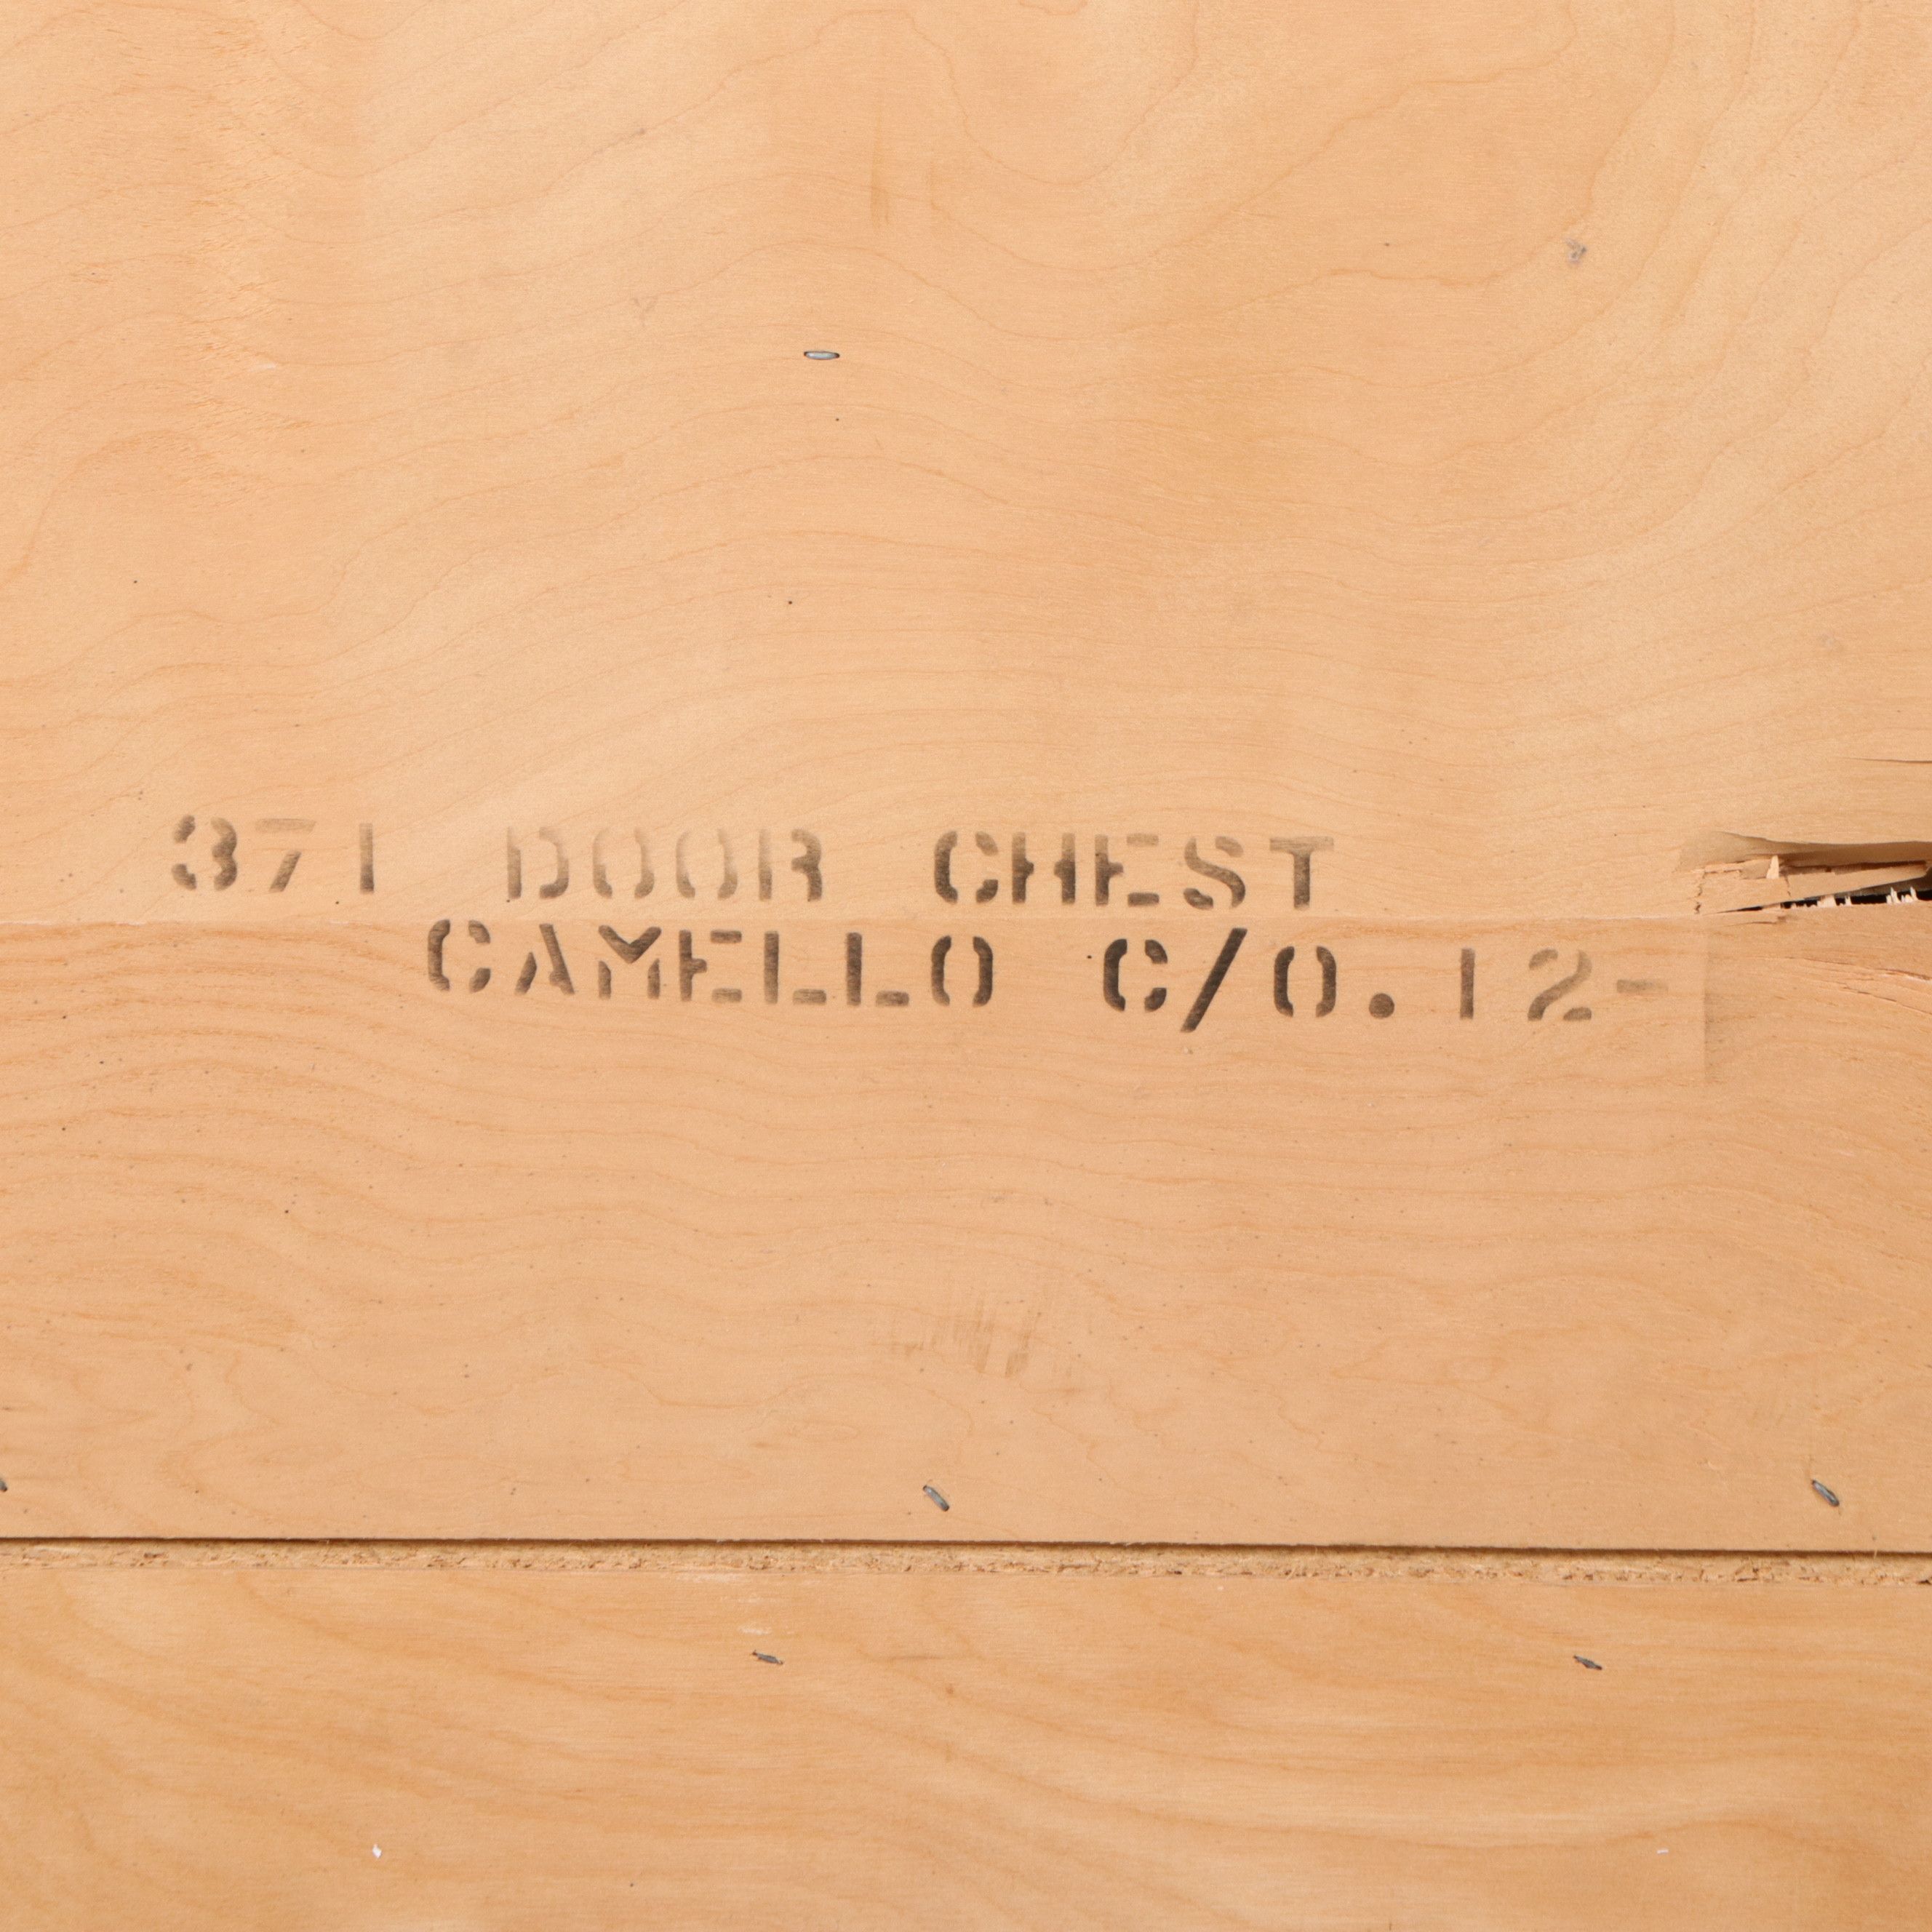 371 DOOR CHEST
CAMELLO C/O.12-